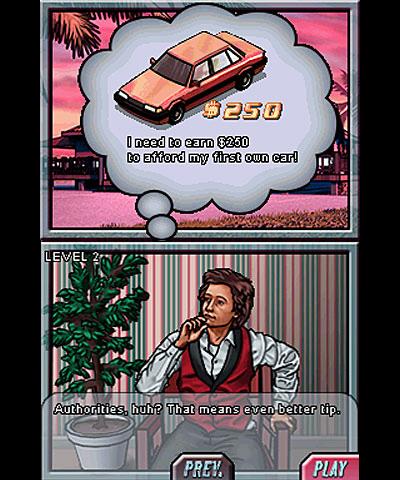 $250
I need to earn $250
to afford my first own car!
LEVEL 2
Authorities, huh? That means even better tip.
PREV.
PLAY